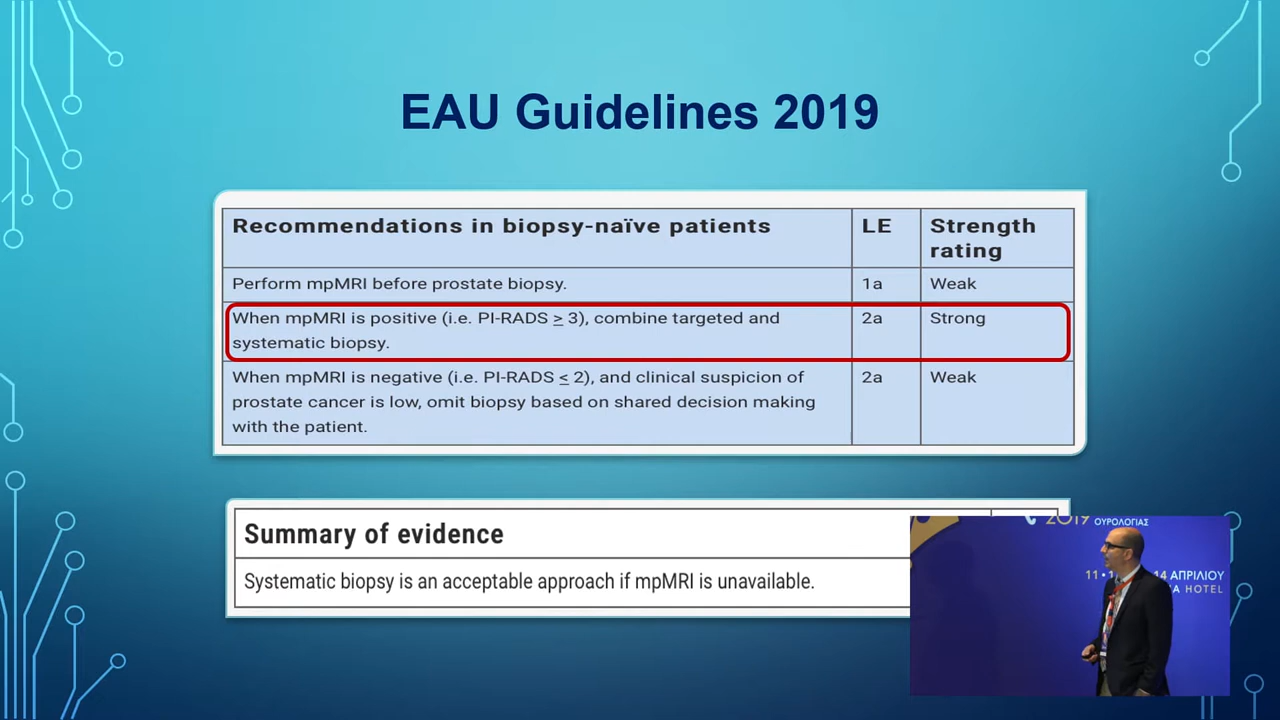 EAU Guidelines 2019
Recommendations in biopsy-naïve patients LE Strength
rating
Perform mpMRI before prostate biopsy. 1a Weak
When mpMRI is positive (i.e. PI-RADS ≥ 3), combine targeted and 2a Strong
systematic biopsy.
When mpMRI is negative (i.e. PI-RADS ≤ 2), and clinical suspicion of 2a Weak
prostate cancer is low, omit biopsy based on shared decision making
with the patient.
Summary of evidence
Systematic biopsy is an acceptable approach if mpMRI is unavailable.
2019 ΟΥΡΟΛΟΓΙΑΣ
11 • 14 ΑΠΡΙΛΙΟΥ
HOTEL